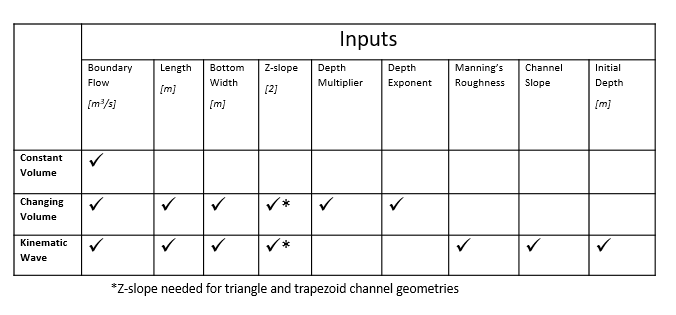 Inputs
Boundary Flow [m³/s]
Length [m]
Bottom Width [m]
Z-slope [2]
Depth Multiplier
Depth Exponent
Manning's Roughness
Channel Slope
Initial Depth [m]
Constant Volume ✓
Changing Volume ✓ ✓ ✓ ✓* ✓ ✓
Kinematic Wave ✓ ✓ ✓ ✓* ✓ ✓ ✓
*Z-slope needed for triangle and trapezoid channel geometries